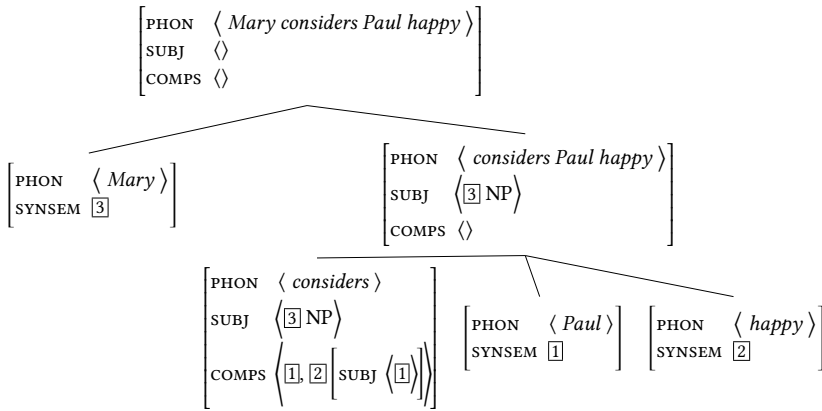 PHON ⟨ Mary considers Paul happy ⟩
SUBJ ⟨⟩
COMPS ⟨⟩
PHON ⟨ Mary ⟩
SYNSEM 3
PHON ⟨ considers Paul happy ⟩
SUBJ ⟨ 3 NP ⟩
COMPS ⟨⟩
PHON ⟨ considers ⟩
SUBJ ⟨ 3 NP ⟩
COMPS ⟨ 1, 2 [ SUBJ ⟨ 1 ⟩ ] ⟩
PHON ⟨ Paul ⟩
SYNSEM 1
PHON ⟨ happy ⟩
SYNSEM 2